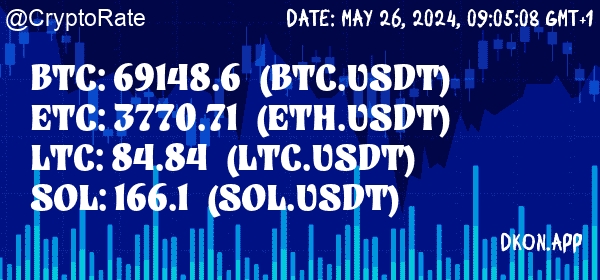 @CryptoRate
DATE: MAY 26, 2024, 09:05:08 GMT+1
BTC: 69148.6 (BTC.USDT)
ETC: 3770.71 (ETH.USDT)
LTC: 84.84 (LTC.USDT)
SOL: 166.1 (SOL.USDT)
DKON.APP